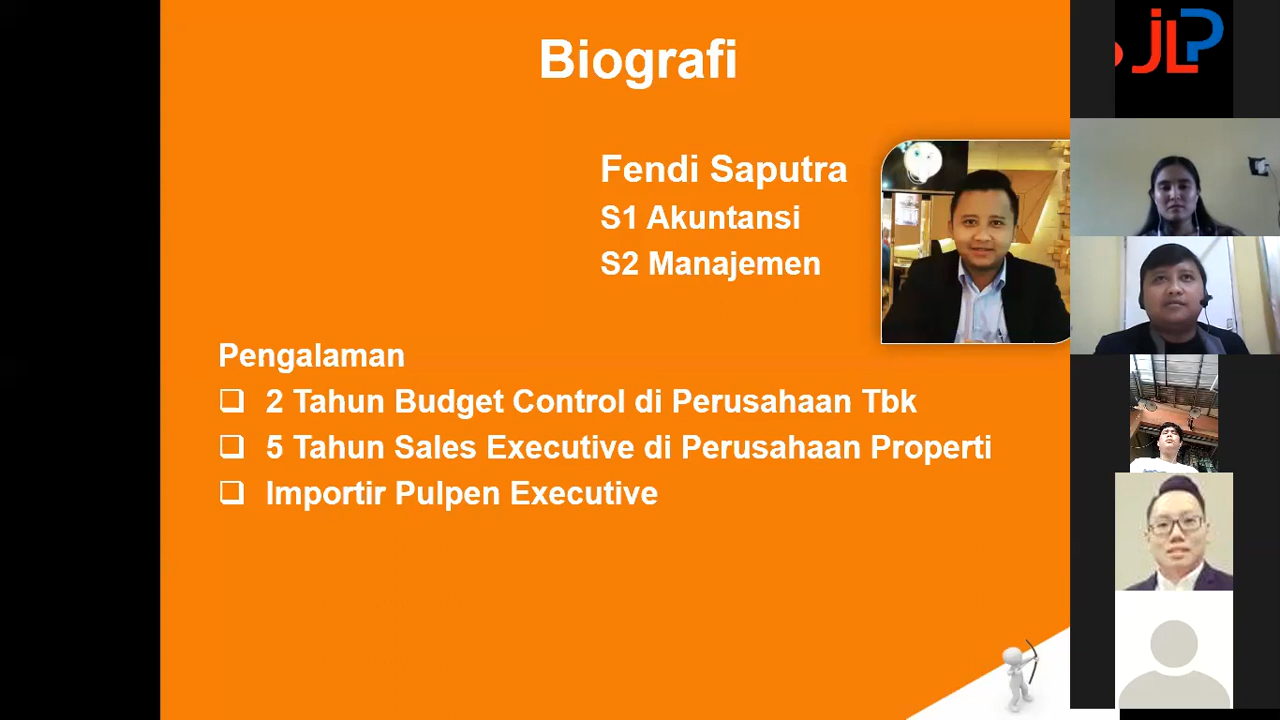 Biografi
Fendi Saputra
S1 Akuntansi
S2 Manajemen
Pengalaman
2 Tahun Budget Control di Perusahaan Tbk
5 Tahun Sales Executive di Perusahaan Properti
Importir Pulpen Executive
JLP